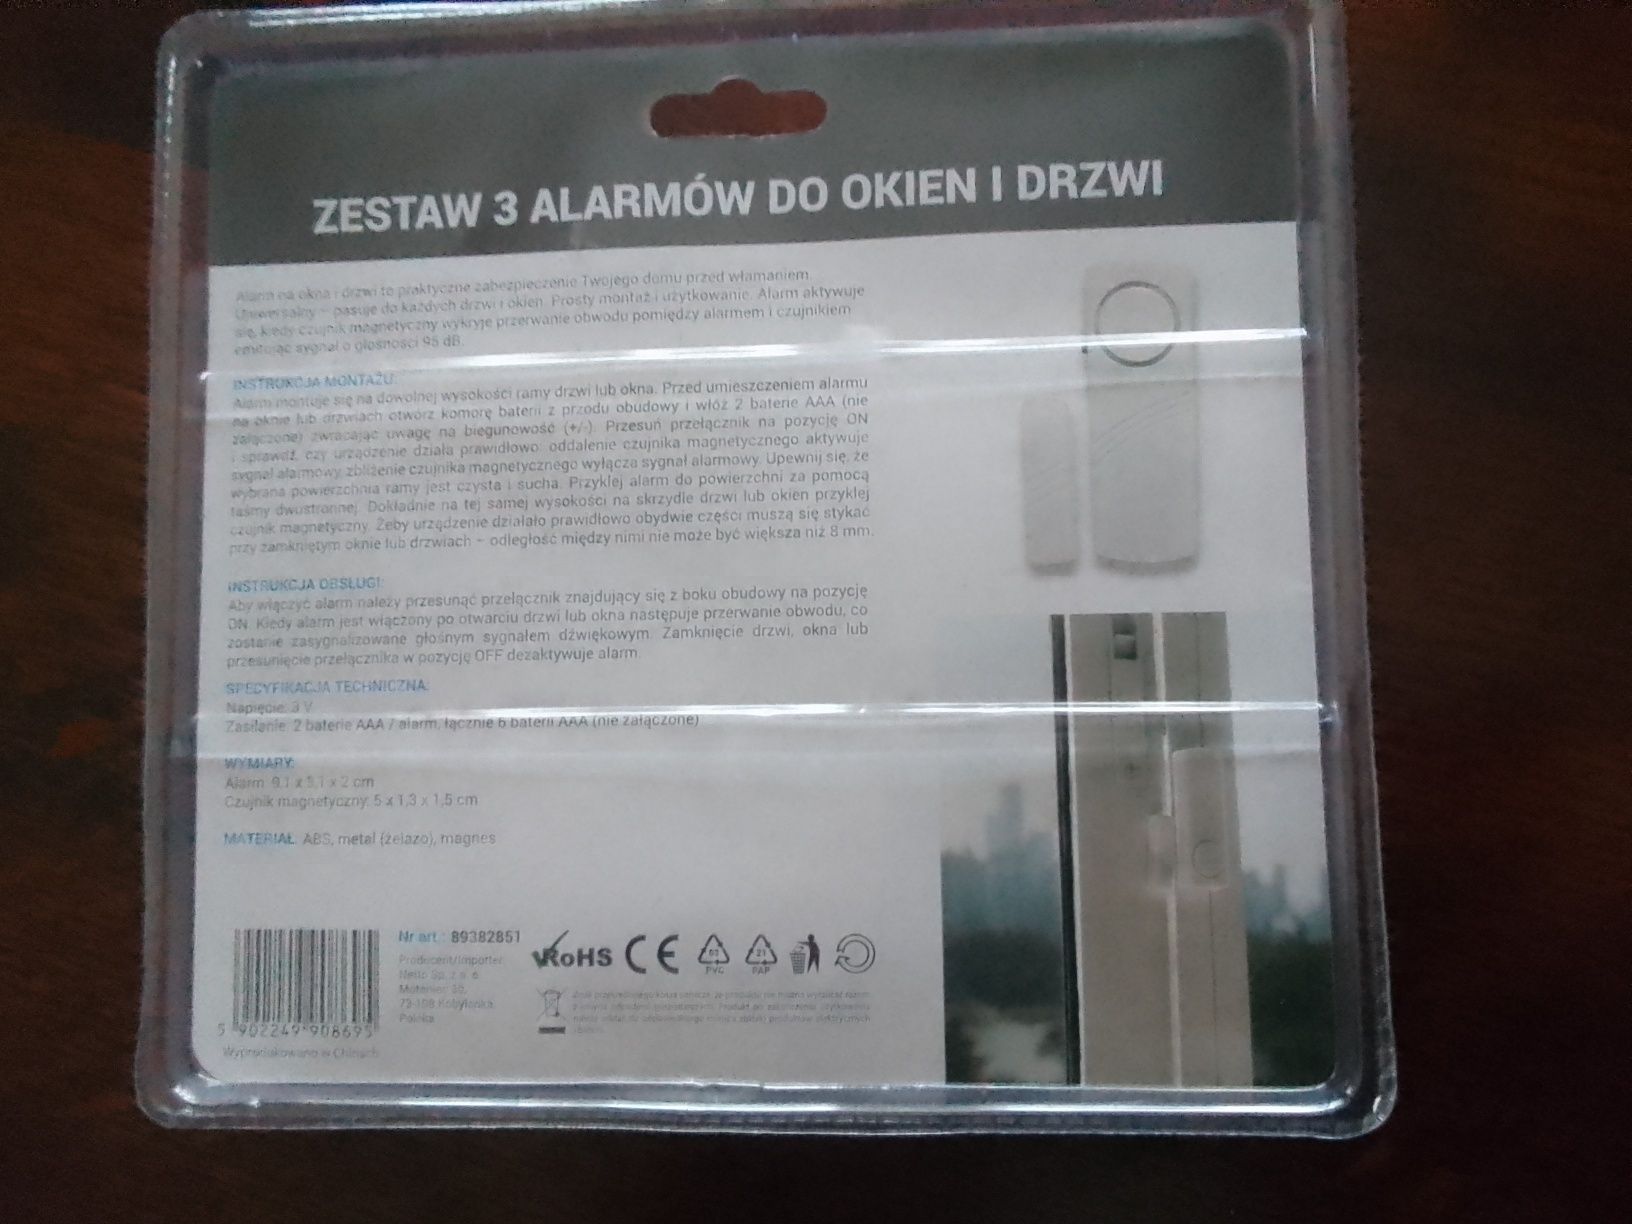 ZESTAW 3 ALARMÓW DO OKIEN I DRZWI
Alarm na okna i drzwi to praktyczne zabezpieczenie Twojego domu przed włamaniem.
Uniwersalny – pasuje do każdych drzwi i okien. Prosty montaż i użytkowanie. Alarm aktywuje
się, kiedy czujnik magnetyczny wykryje przerwanie obwodu pomiędzy alarmem i czujnikiem
emitując sygnał o głośności 95 dB.
INSTRUKCJA MONTAŻU:
Alarm montuje się na dowolnej wysokości ramy drzwi lub okna. Przed umieszczeniem alarmu
na oknie lub drzwiach otwórz komorę baterii z przodu obudowy i włóż 2 baterie AAA (nie
załączone) zwracając uwagę na biegunowość (+/-). Przesuń przełącznik na pozycję ON
i sprawdź, czy urządzenie działa prawidłowo: oddalenie czujnika magnetycznego aktywuje
sygnał alarmowy, zbliżenie czujnika magnetycznego wyłącza sygnał alarmowy. Upewnij się, że
wybrana powierzchnia ramy jest czysta i sucha. Przyklej alarm do powierzchni za pomocą
taśmy dwustronnej. Dokładnie na tej samej wysokości na skrzydle drzwi lub okien przyklej
czujnik magnetyczny. Żeby urządzenie działało prawidłowo obydwie części muszą się stykać
przy zamkniętym oknie lub drzwiach – odległość między nimi nie może być większa niż 8 mm.
INSTRUKCJA OBSŁUGI:
Aby włączyć alarm należy przesunąć przełącznik znajdujący się z boku obudowy na pozycję
ON. Kiedy alarm jest włączony po otwarciu drzwi lub okna następuje przerwanie obwodu, co
zostanie zasygnalizowane głośnym sygnałem dźwiękowym. Zamknięcie drzwi, okna lub
przesunięcie przełącznika w pozycję OFF dezaktywuje alarm.
SPECYFIKACJA TECHNICZNA:
Napięcie: 3 V
Zasilanie: 2 baterie AAA / alarm, łącznie 6 baterii AAA (nie załączone)
WYMIARY:
Alarm: 9,1 x 3,1 x 2 cm
Czujnik magnetyczny: 5 x 1,3 x 1,5 cm
MATERIAŁ: ABS, metal (żelazo), magnes
Nr art.: 89382851
Producent/Importer:
Netto Sp. z o. o.
Motaniec 30,
73-108 Kobylanka,
Polska
5 902249 908695
Wyprodukowano w Chinach
RoHS CE
PVC
21
PAP